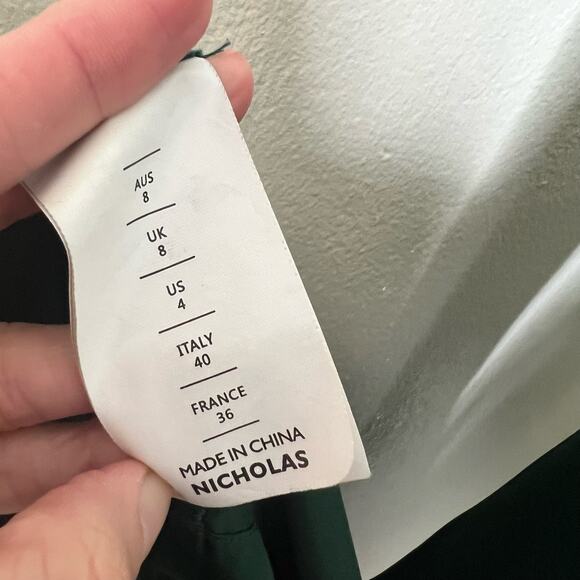 AUS
8
UK
8
US
4
ITALY
40
FRANCE
36
MADE IN CHINA
NICHOLAS